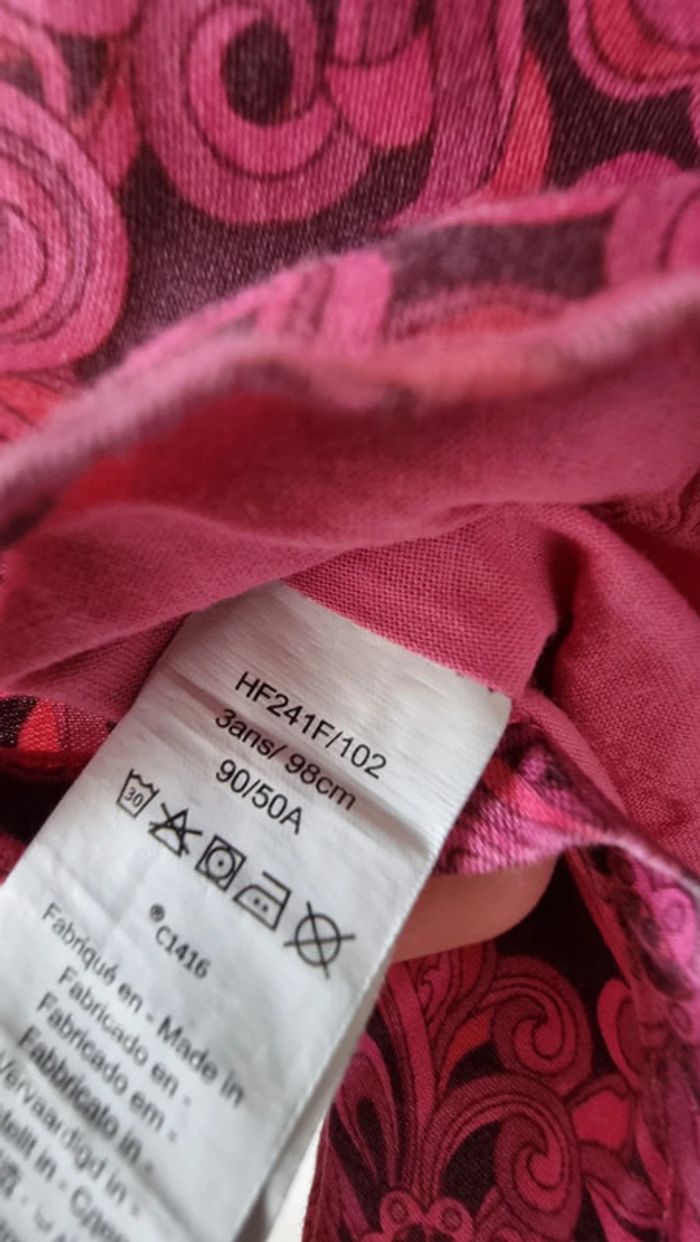 HF241F/102
3ans/ 98cm
90/50A
30
®
C1416
Fabriqué en - Made in
Fabricado en -
Fabricado em -
Fabbricato in -
Vervaardigd in -
in -